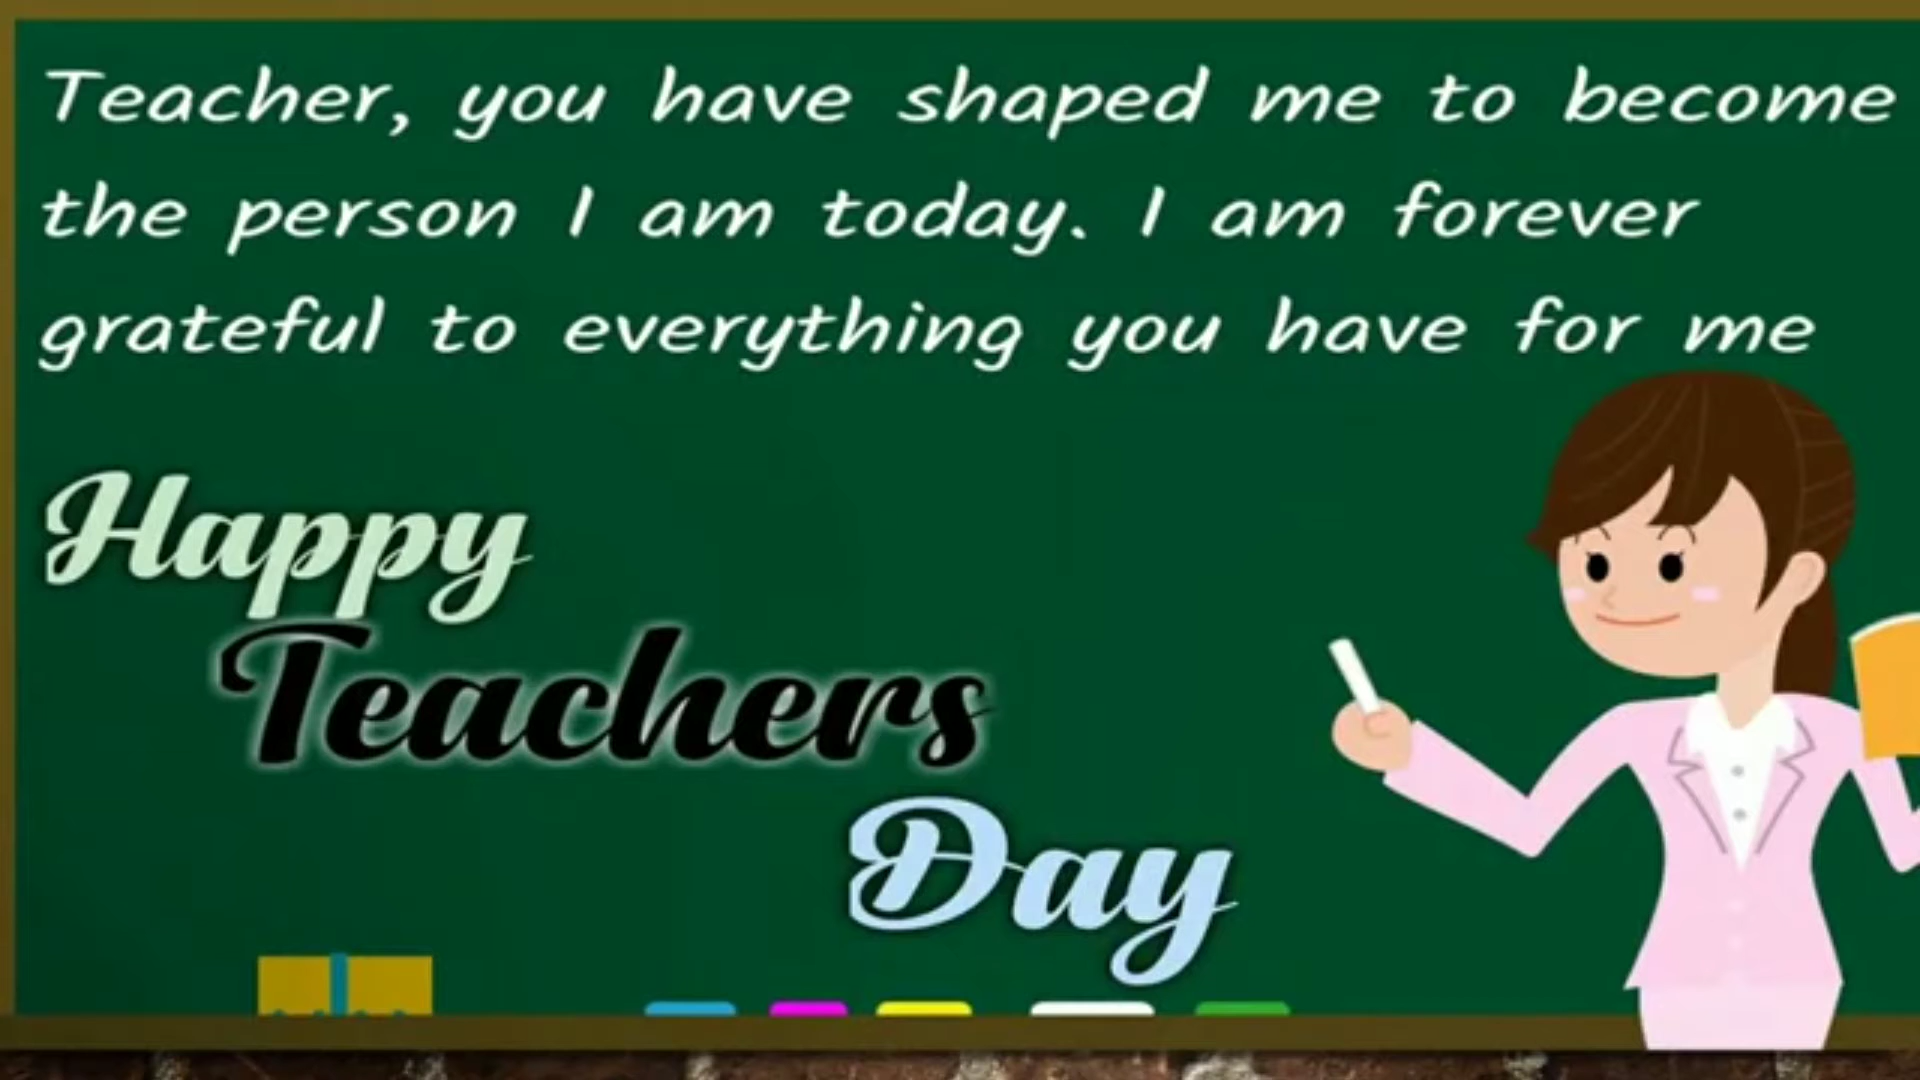 Teacher, you have shaped me to become
the person I am today. I am forever
grateful to everything you have for me
Happy
Teachers
Day